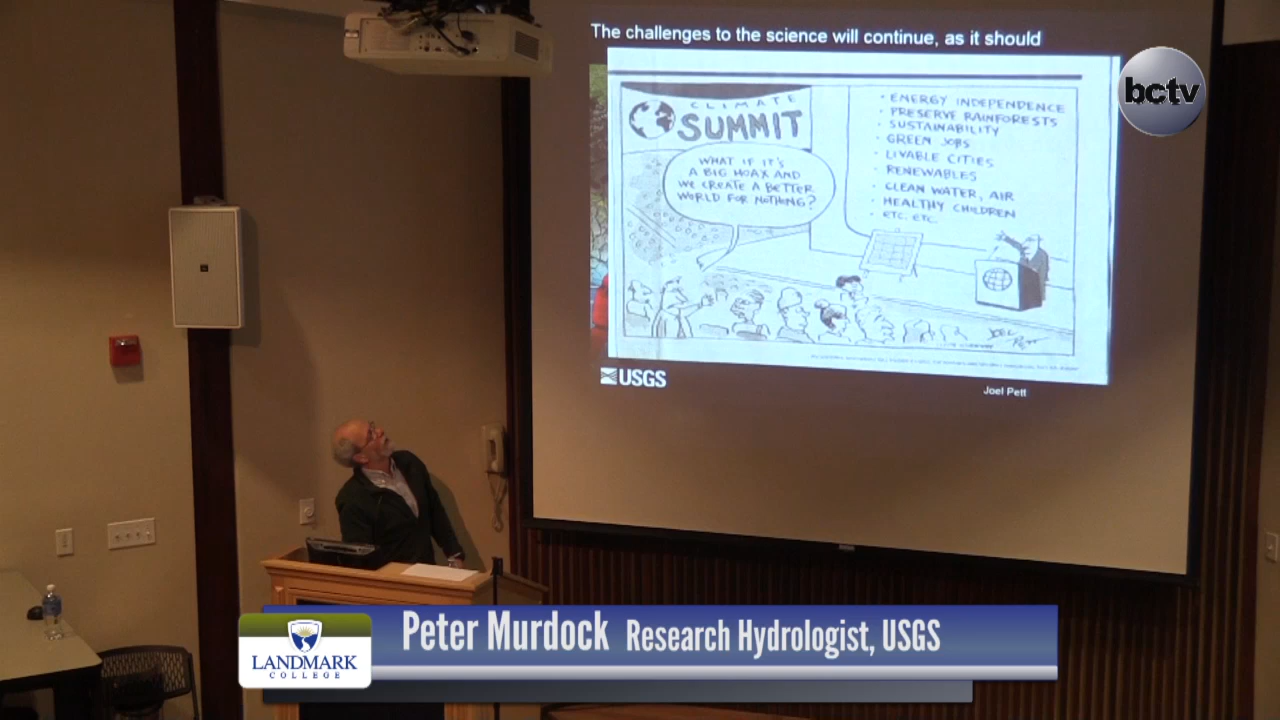 The challenges to the science will continue, as it should
bctv
CLIMATE
SUMMIT
WHAT IF IT'S
A BIG HOAX AND
WE CREATE A BETTER
WORLD FOR NOTHING?
• ENERGY INDEPENDENCE
• PRESERVE RAINFORESTS
• SUSTAINABILITY
• GREEN JOBS
• LIVABLE CITIES
• RENEWABLES
• CLEAN WATER, AIR
• HEALTHY CHILDREN
• ETC. ETC.
JOEL
PETT
USGS
Joel Pett
LANDMARK
COLLEGE
Peter Murdock Research Hydrologist, USGS